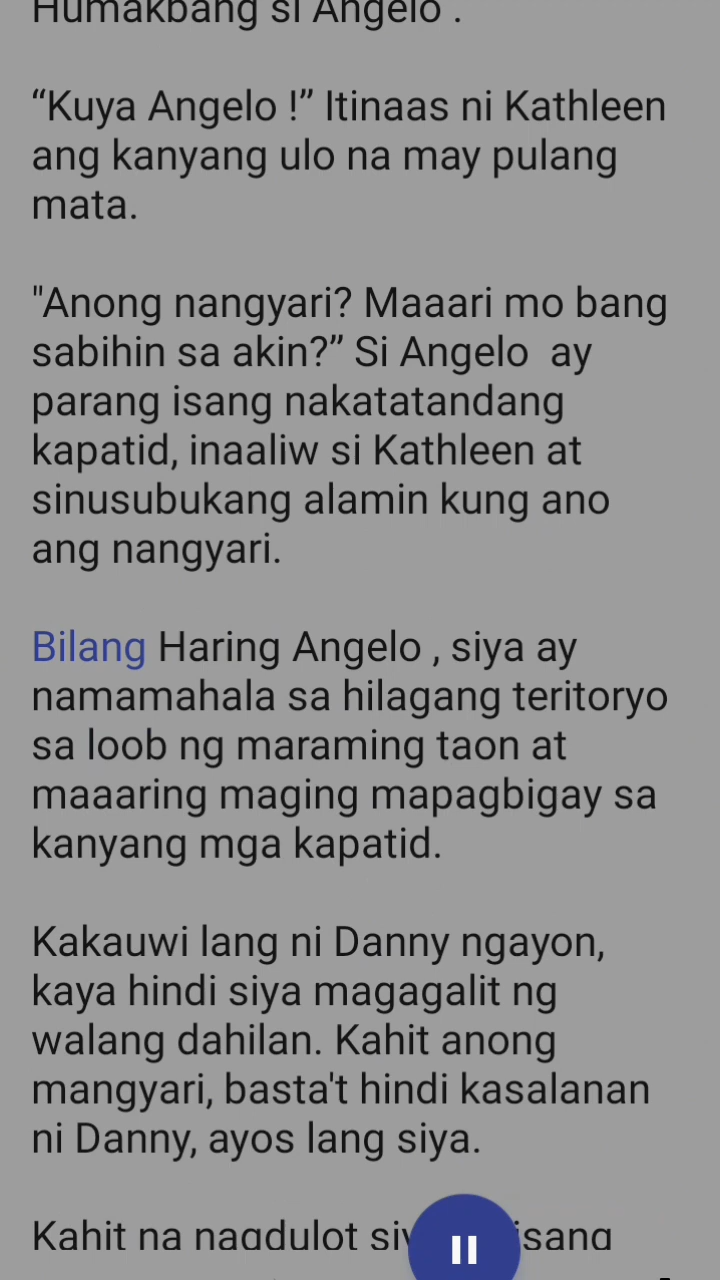 Humakbang si Angelo .
“Kuya Angelo !” Itinaas ni Kathleen
ang kanyang ulo na may pulang
mata.
"Anong nangyari? Maaari mo bang
sabihin sa akin?” Si Angelo  ay
parang isang nakatatandang
kapatid, inaaliw si Kathleen at
sinusubukang alamin kung ano
ang nangyari.
Bilang Haring Angelo , siya ay
namamahala sa hilagang teritoryo
sa loob ng maraming taon at
maaaring maging mapagbigay sa
kanyang mga kapatid.
Kakauwi lang ni Danny ngayon,
kaya hindi siya magagalit ng
walang dahilan. Kahit anong
mangyari, basta't hindi kasalanan
ni Danny, ayos lang siya.
Kahit na nagdulot isang